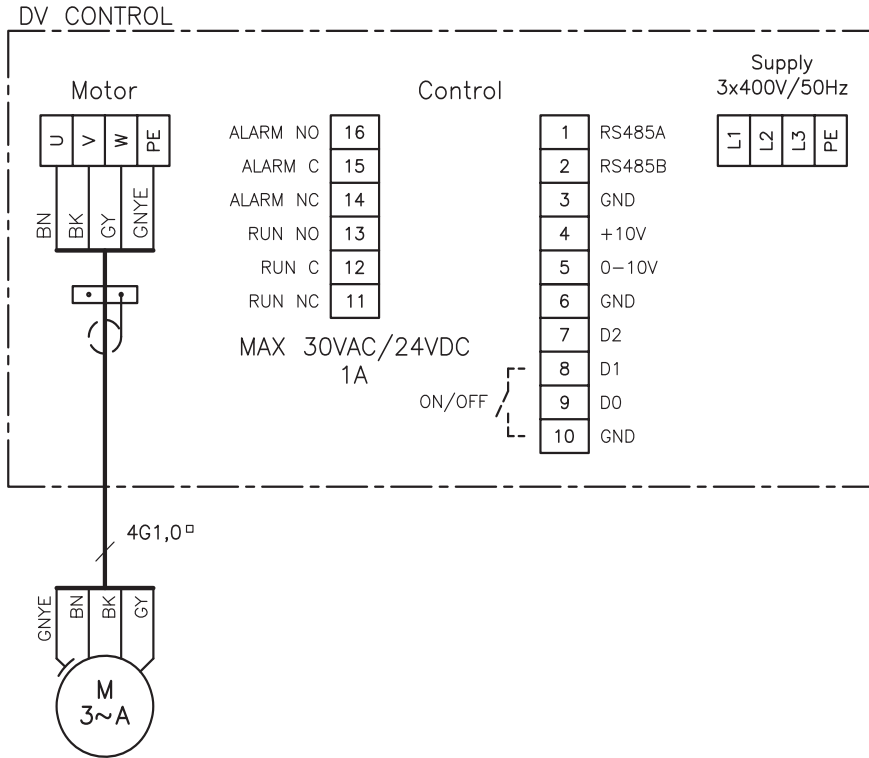 DV CONTROL
Motor
U V W PE
BN BK GY GNYE
Control
ALARM NO 16
ALARM C 15
ALARM NC 14
RUN NO 13
RUN C 12
RUN NC 11
MAX 30VAC/24VDC
1A
1 RS485A
2 RS485B
3 GND
4 +10V
5 0-10V
6 GND
7 D2
8 D1
9 D0
10 GND
ON/OFF
Supply
3x400V/50Hz
L1 L2 L3 PE
4G1,0▫
GNYE BN BK GY
M
3~A